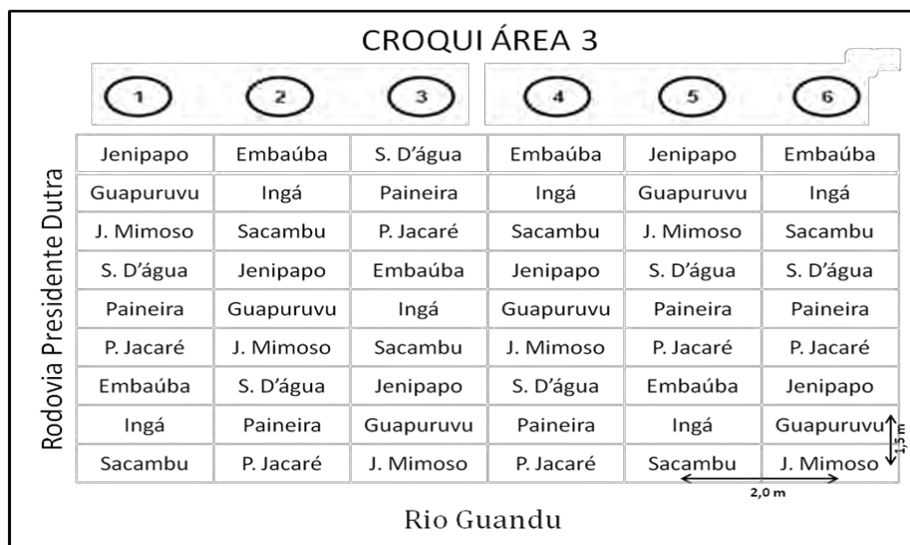 CROQUI ÁREA 3
1 2 3 4 5 6
Rodovia Presidente Dutra
Jenipapo Embaúba S. D'água Embaúba Jenipapo Embaúba
Guapuruvu Ingá Paineira Ingá Guapuruvu Ingá
J. Mimoso Sacambu P. Jacaré Sacambu J. Mimoso Sacambu
S. D'água Jenipapo Embaúba Jenipapo S. D'água S. D'água
Paineira Guapuruvu Ingá Guapuruvu Paineira Paineira
P. Jacaré J. Mimoso Sacambu J. Mimoso P. Jacaré P. Jacaré
Embaúba S. D'água Jenipapo S. D'água Embaúba Jenipapo
Ingá Paineira Guapuruvu Paineira Ingá Guapuruvu
Sacambu P. Jacaré J. Mimoso P. Jacaré Sacambu J. Mimoso
1,5 m
2,0 m
Rio Guandu